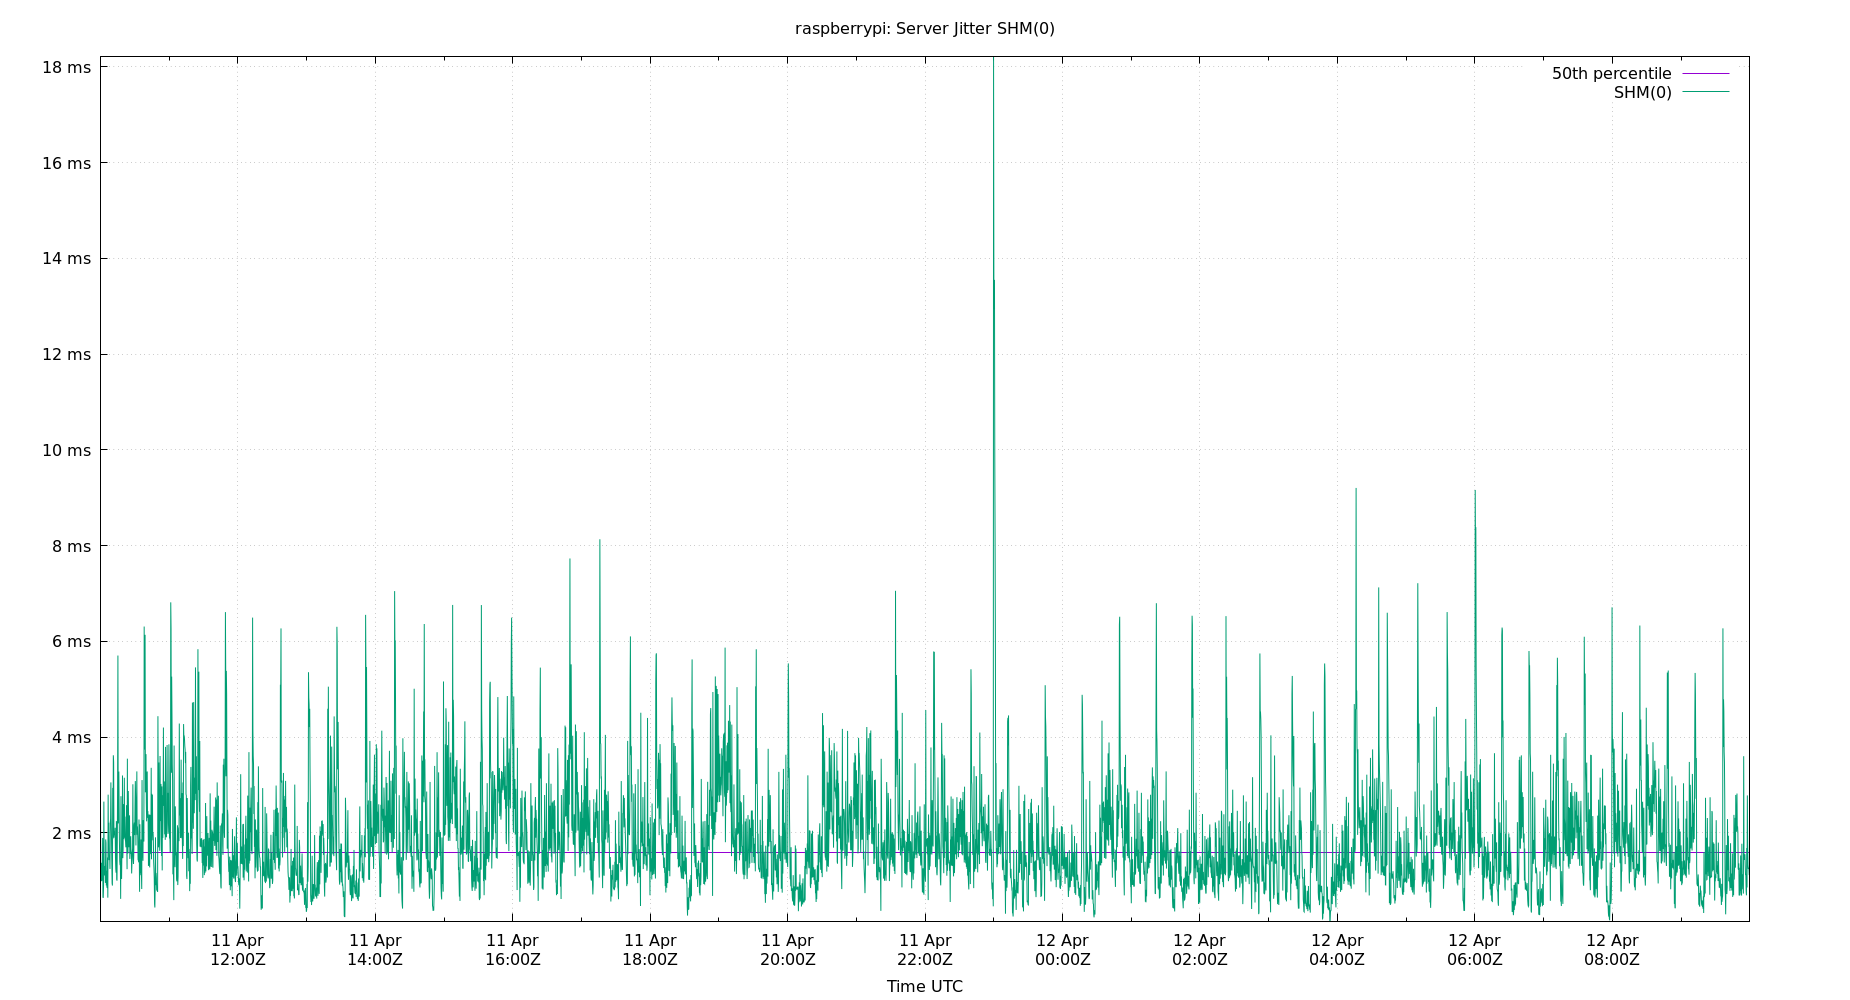 raspberrypi: Server Jitter SHM(0)
50th percentile
SHM(0)
18 ms
16 ms
14 ms
12 ms
10 ms
8 ms
6 ms
4 ms
2 ms
11 Apr 11 Apr 11 Apr 11 Apr 11 Apr 11 Apr 12 Apr 12 Apr 12 Apr 12 Apr 12 Apr
12:00Z 14:00Z 16:00Z 18:00Z 20:00Z 22:00Z 00:00Z 02:00Z 04:00Z 06:00Z 08:00Z
Time UTC